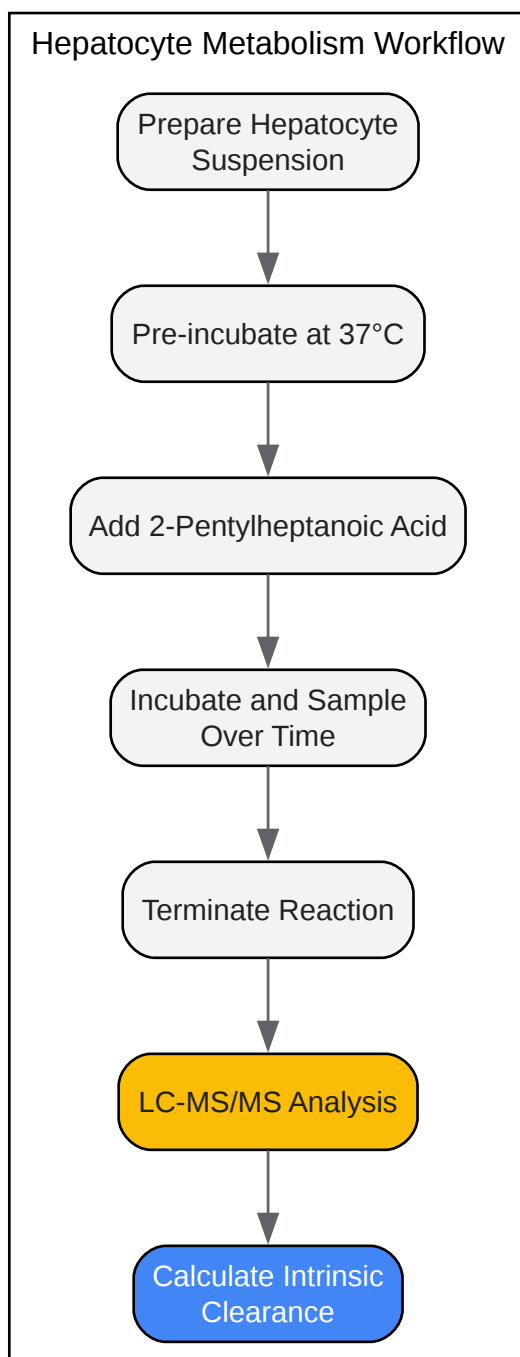 Hepatocyte Metabolism Workflow
Prepare Hepatocyte
Suspension
Pre-incubate at 37°C
Add 2-Pentylheptanoic Acid
Incubate and Sample
Over Time
Terminate Reaction
LC-MS/MS Analysis
Calculate Intrinsic
Clearance